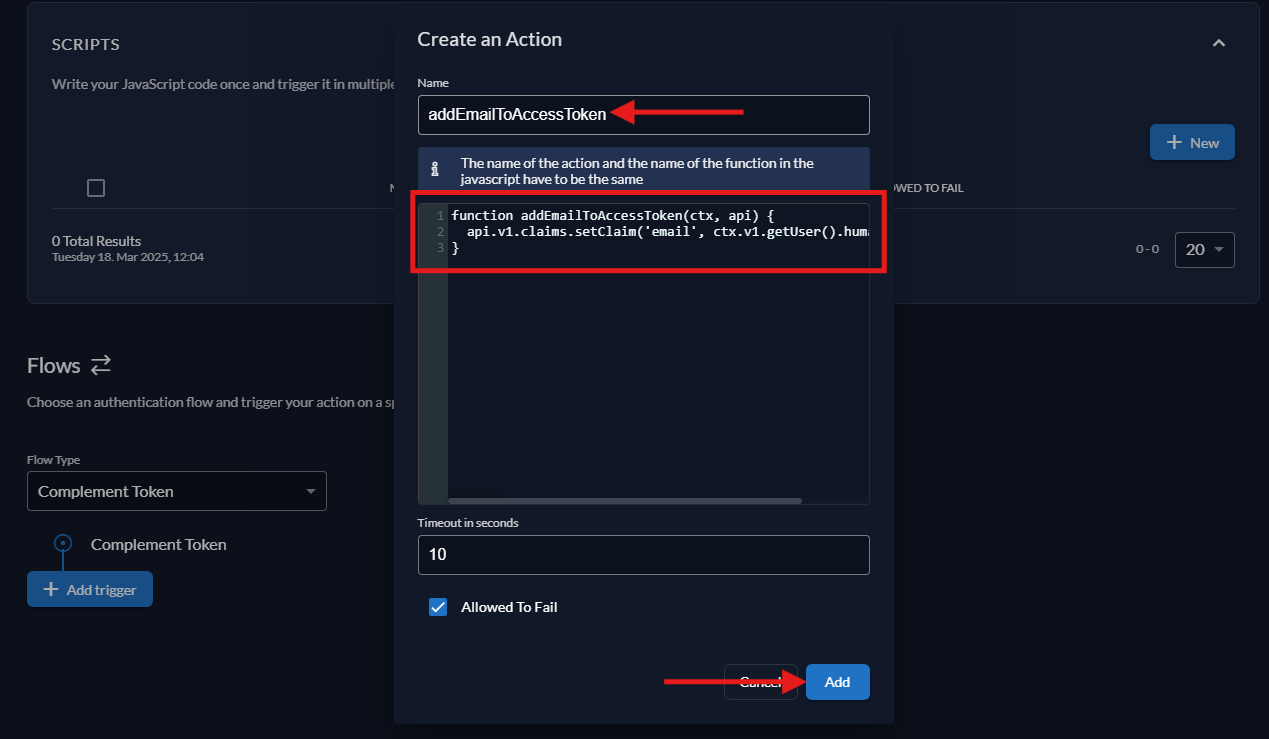 SCRIPTS
Write your JavaScript code once and trigger it in multiple
New
OWED TO FAIL
0 Total Results
Tuesday 18. Mar 2025, 12:04
0 - 0
20
Flows
Choose an authentication flow and trigger your action on a
Flow Type
Complement Token
Complement Token
Add trigger
Create an Action
Name
addEmailToAccessToken
The name of the action and the name of the function in the
javascript have to be the same
1 function addEmailToAccessToken(ctx, api) {
2 api.v1.claims.setClaim('email', ctx.v1.getUser().huma
3 }
Timeout in seconds
10
Allowed To Fail
Cancel
Add